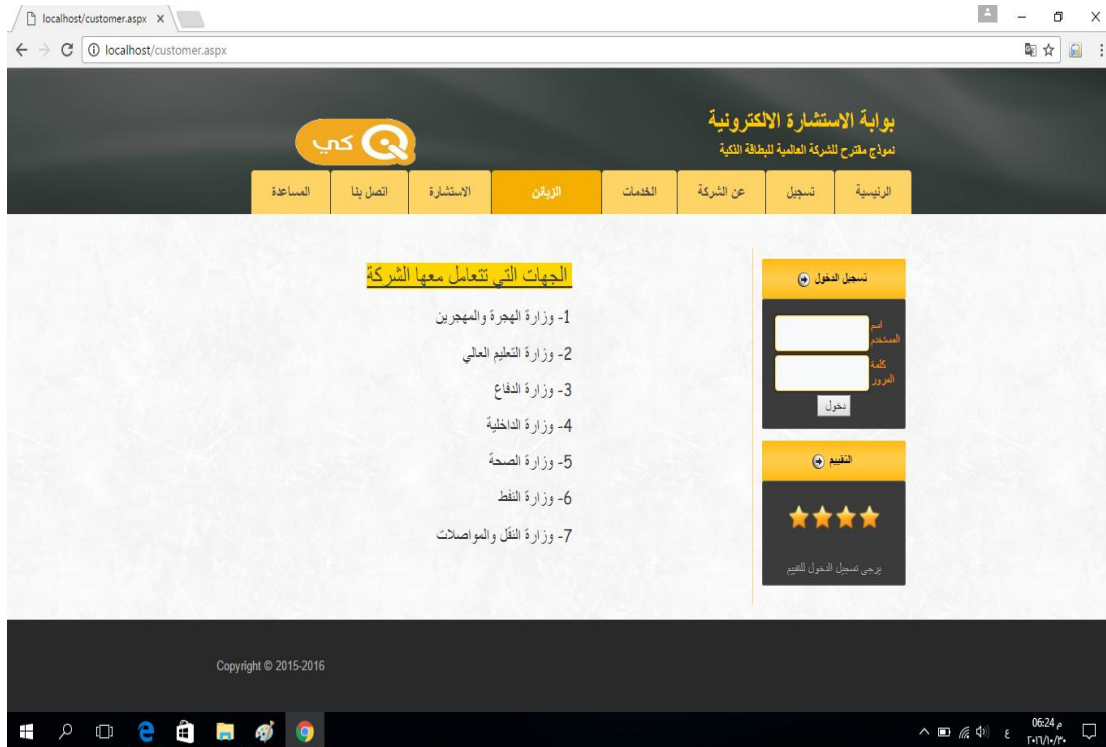 localhost/customer.aspx
localhost/customer.aspx
بوابة الاستشارة الالكترونية
نموذج مقترح للشركة العالمية للبطاقة الذكية
كي
الرئيسية تسجيل عن الشركة الخدمات الزبائن الاستشارة اتصل بنا المساعدة
تسجيل الدخول
اسم المستخدم
كلمة المرور
دخول
التقييم
يرجى تسجيل الدخول للتقييم
الجهات التي تتعامل معها الشركة
1- وزارة الهجرة والمهجرين
2- وزارة التعليم العالي
3- وزارة الدفاع
4- وزارة الداخلية
5- وزارة الصحة
6- وزارة النفط
7- وزارة النقل والمواصلات
Copyright © 2015-2016
ع
06:24 م
٢٠١٦/١٠/٣٠